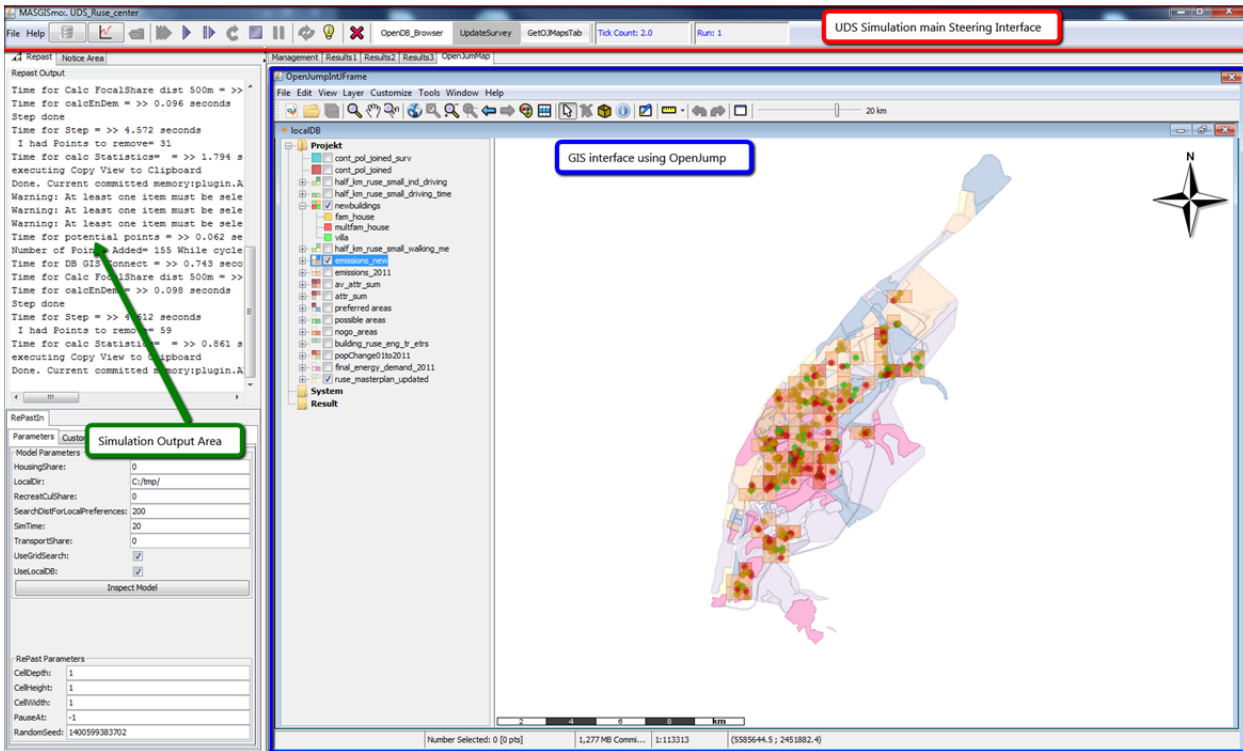 MASGISmo: UDS_Ruse_center
File Help
OpenDB_Browser
UpdateSurvey
GetOJMapsTab
Tick Count: 2.0
Run: 1
UDS Simulation main Steering Interface
Repast
Notice Area
Repast Output
Time for Calc FocalShare dist 500m = >>
Time for calcEnDem = >> 0.096 seconds
Step done
Time for Step = >> 4.572 seconds
I had Points to remove= 31
Time for calc Statistics= = >> 1.794 s
executing Copy View to Clipboard
Done. Current committed memory:plugin.A
Warning: At least one item must be sele
Warning: At least one item must be sele
Warning: At least one item must be sele
Time for potential points = >> 0.062 se
Number of Points Added= 155 While cycle
Time for DB GIS Connect = >> 0.743 seco
Time for Calc FocalShare dist 500m = >>
Time for calcEnDem = >> 0.098 seconds
Step done
Time for Step = >> 4.612 seconds
I had Points to remove= 59
Time for calc Statistics= = >> 0.861 s
executing Copy View to Clipboard
Done. Current committed memory:plugin.A
Simulation Output Area
RePastIn
Parameters
Custom
Model Parameters
HousingShare: 0
LocalDir: C:/tmp/
RecreatCulShare: 0
SearchDistForLocalPreferences: 200
SimTime: 20
TransportShare: 0
UseGridSearch:
UseLocalDB:
Inspect Model
RePast Parameters
CellDepth: 1
CellHeight: 1
CellWidth: 1
PauseAt: -1
RandomSeed: 1400599383702
Management
Results1
Results2
Results3
OpenJumpMap
OpenJumpIntJFrame
File Edit View Layer Customize Tools Window Help
20 km
localDB
GIS interface using OpenJump
Projekt
cont_pol_joined_surv
cont_pol_joined
half_km_ruse_small_ind_driving
half_km_ruse_small_driving_time
newbuildings
fam_house
multfam_house
villa
half_km_ruse_small_walking_me
emissions_new
emissions_2011
av_attr_sum
attr_sum
preferred areas
possible areas
nogo_areas
building_ruse_eng_tr_etrs
popChange01to2011
final_energy_demand_2011
ruse_masterplan_updated
System
Result
N
2 4 6 8 km
Number Selected: 0 [0 pts]
1,277 MB Commi...
1:113313
(5585644.5 ; 2451882.4)